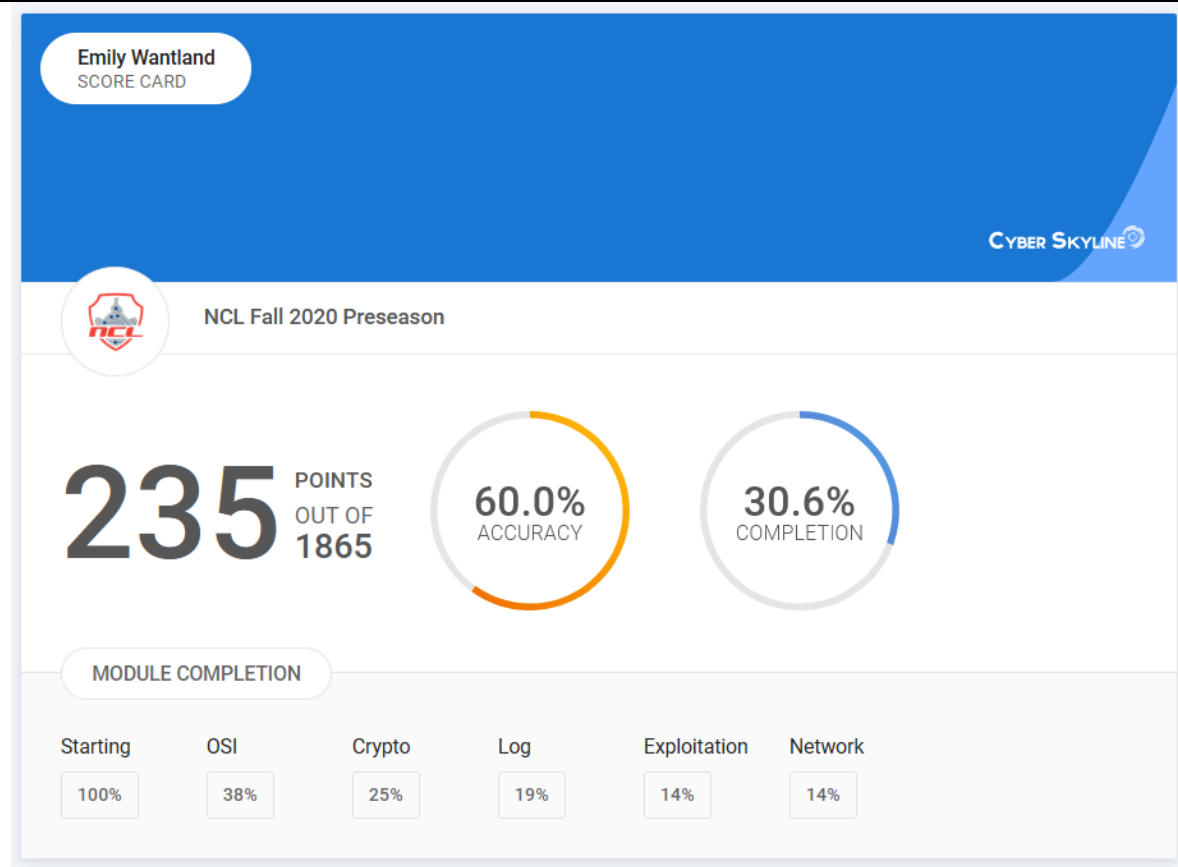 Emily Wantland
SCORE CARD
CYBER SKYLINE
NCL
NCL Fall 2020 Preseason
235
POINTS
OUT OF
1865
60.0%
ACCURACY
30.6%
COMPLETION
MODULE COMPLETION
Starting OSI Crypto Log Exploitation Network
100% 38% 25% 19% 14% 14%